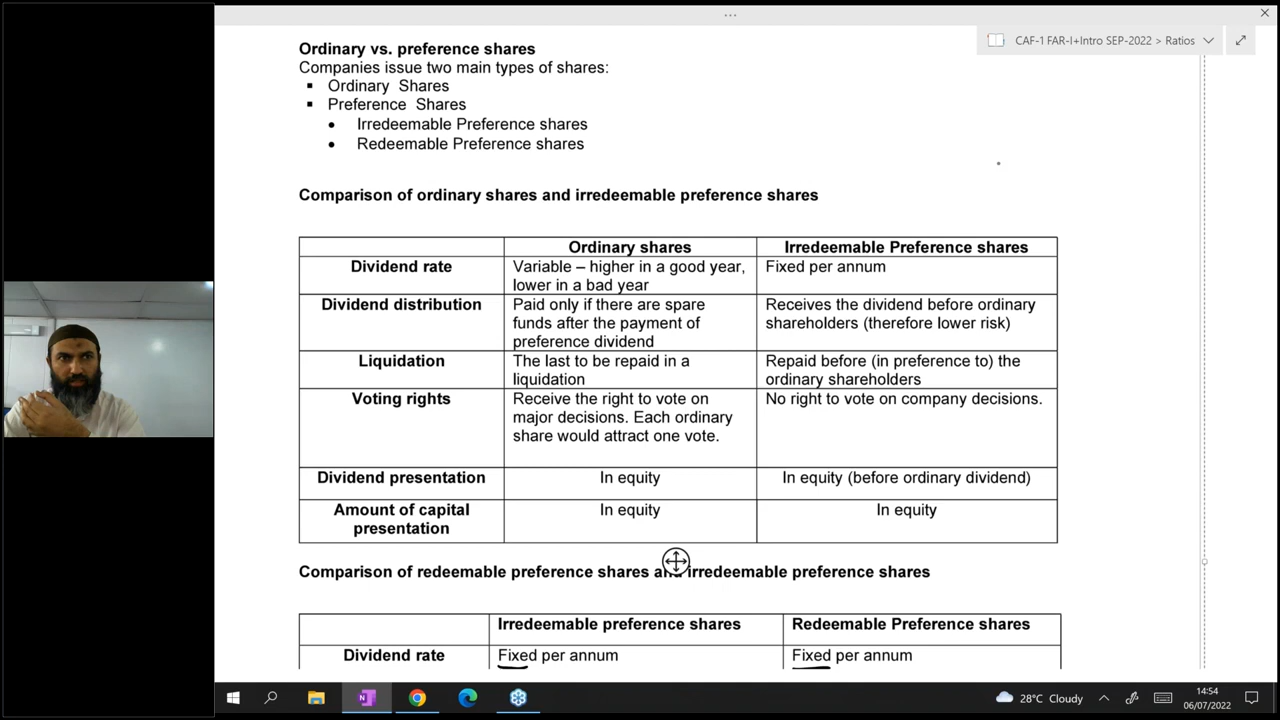 CAF-1 FAR-I+Intro SEP-2022 > Ratios
Ordinary vs. preference shares
Companies issue two main types of shares:
▪ Ordinary Shares
▪ Preference Shares
• Irredeemable Preference shares
• Redeemable Preference shares
Comparison of ordinary shares and irredeemable preference shares
Ordinary shares Irredeemable Preference shares
Dividend rate Variable – higher in a good year, Fixed per annum
lower in a bad year
Dividend distribution Paid only if there are spare Receives the dividend before ordinary
funds after the payment of shareholders (therefore lower risk)
preference dividend
Liquidation The last to be repaid in a Repaid before (in preference to) the
liquidation ordinary shareholders
Voting rights Receive the right to vote on No right to vote on company decisions.
major decisions. Each ordinary
share would attract one vote.
Dividend presentation In equity In equity (before ordinary dividend)
Amount of capital In equity In equity
presentation
Comparison of redeemable preference shares and irredeemable preference shares
Irredeemable preference shares Redeemable Preference shares
Dividend rate Fixed per annum Fixed per annum
28°C Cloudy
14:54
06/07/2022